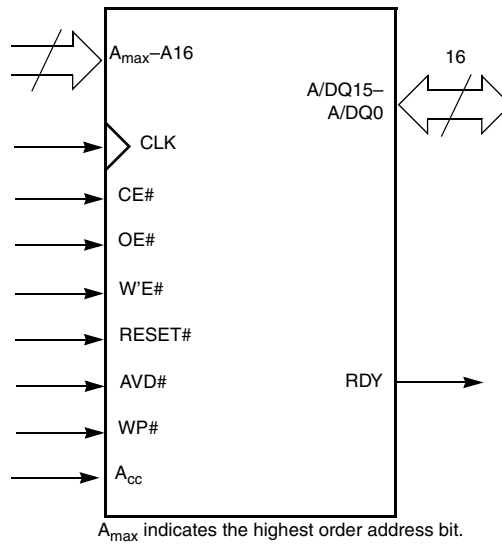 Amax–A16
16
A/DQ15–
A/DQ0
CLK
CE#
OE#
W'E#
RESET#
AVD#
RDY
WP#
Acc
Amax indicates the highest order address bit.